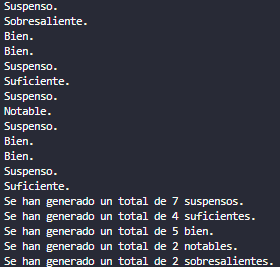 Suspenso.
Sobresaliente.
Bien.
Bien.
Suspenso.
Suficiente.
Suspenso.
Notable.
Suspenso.
Bien.
Bien.
Suspenso.
Suficiente.
Se han generado un total de 7 suspensos.
Se han generado un total de 4 suficientes.
Se han generado un total de 5 bien.
Se han generado un total de 2 notables.
Se han generado un total de 2 sobresalientes.